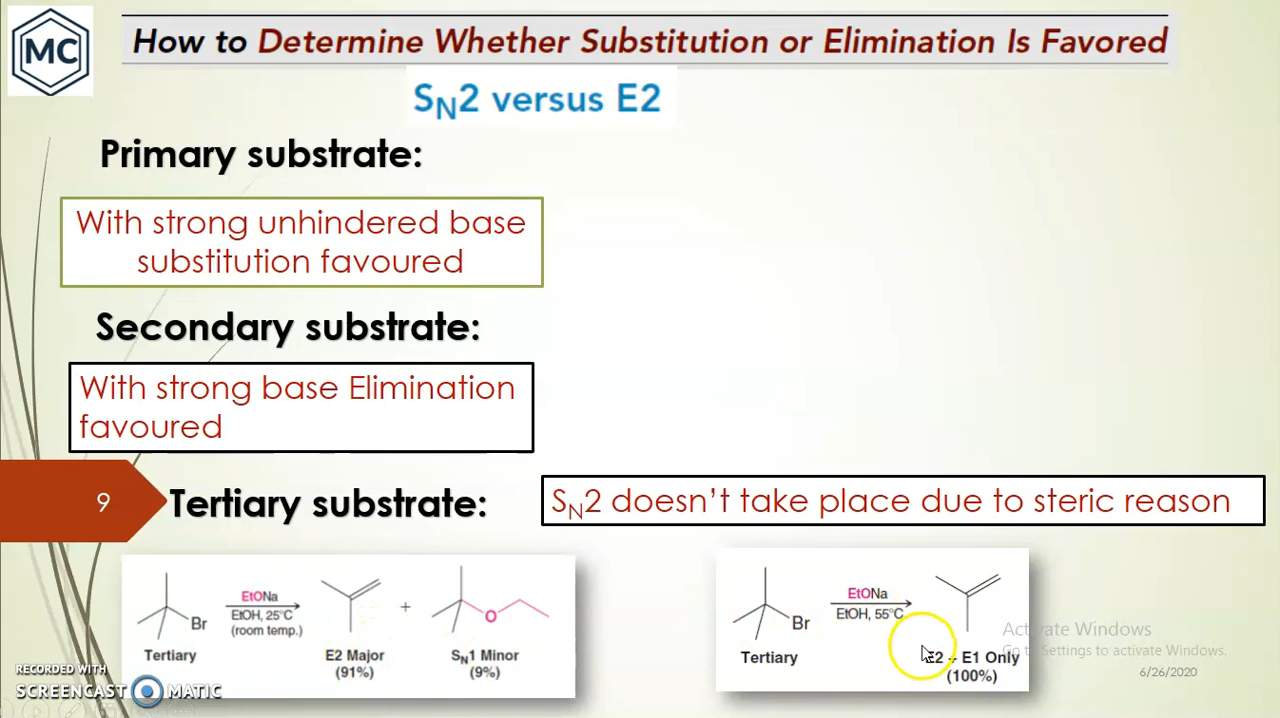 MC
How to Determine Whether Substitution or Elimination Is Favored
SN2 versus E2
Primary substrate:
With strong unhindered base
substitution favoured
Secondary substrate:
With strong base Elimination
favoured
9
Tertiary substrate:
SN2 doesn’t take place due to steric reason
Br
EtONa
EtOH, 25°C
(room temp.)
+
O
Tertiary
E2 Major
(91%)
SN1 Minor
(9%)
Br
EtONa
EtOH, 55°C
Tertiary
E2 + E1 Only
(100%)
Activate Windows
Go to Settings to activate Windows.
6/26/2020
RECORDED WITH
SCREENCAST MATIC